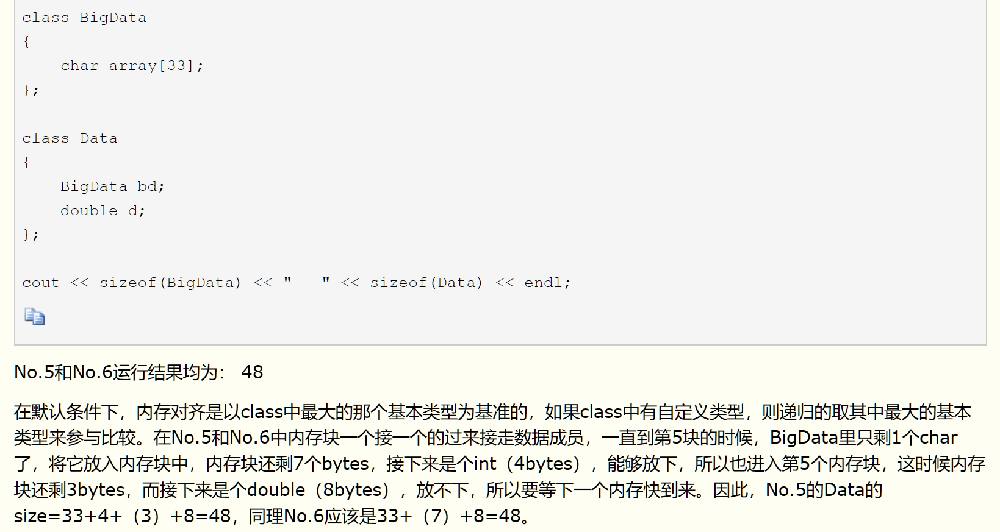 class BigData
{
    char array[33];
};
class Data
{
    BigData bd;
    double d;
};
cout << sizeof(BigData) << "   " << sizeof(Data) << endl;
No.5和No.6运行结果均为： 48
在默认条件下，内存对齐是以class中最大的那个基本类型为基准的，如果class中有自定义类型，则递归的取其中最大的基本
类型来参与比较。在No.5和No.6中内存块一个接一个的过来接走数据成员，一直到第5块的时候，BigData里只剩1个char
了，将它放入内存块中，内存块还剩7个bytes，接下来是个int（4bytes），能够放下，所以也进入第5个内存块，这时候内存
块还剩3bytes，而接下来是个double（8bytes），放不下，所以要等下一个内存快到来。因此，No.5的Data的
size=33+4+（3）+8=48，同理No.6应该是33+（7）+8=48。